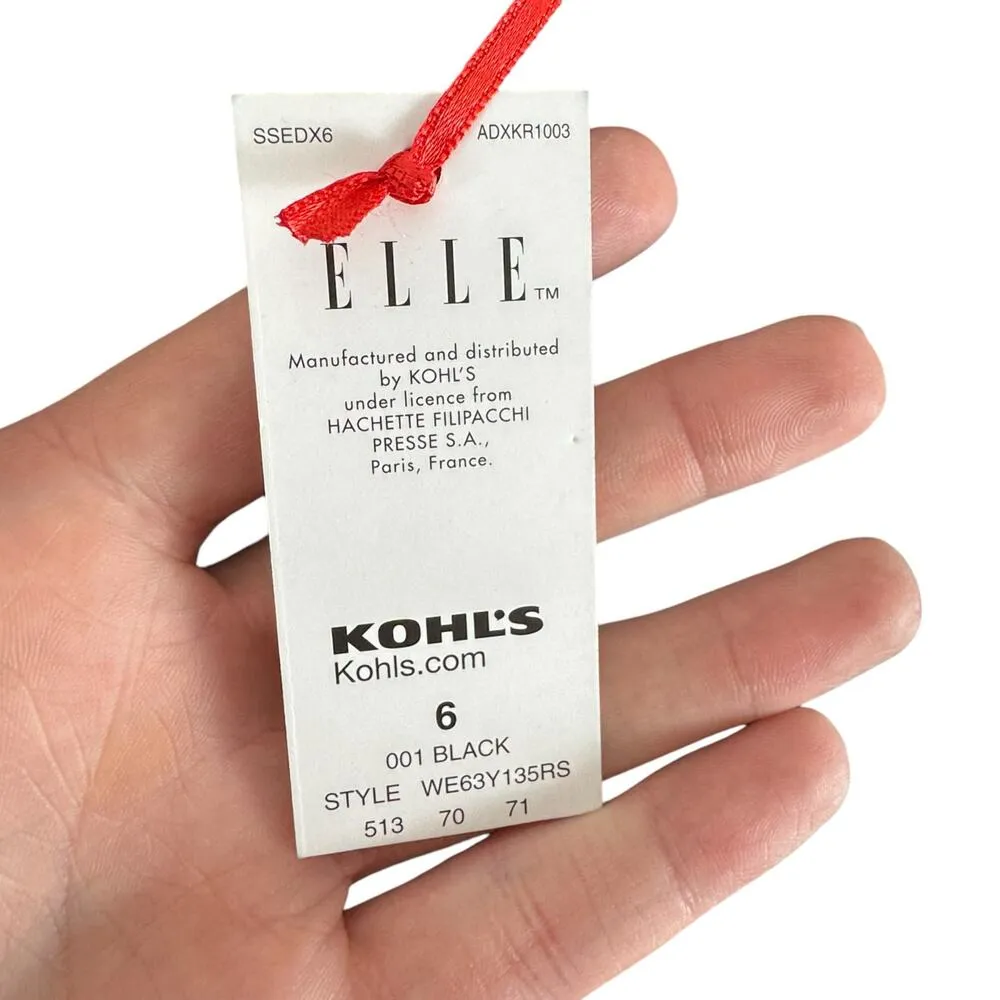 SSEDX6 ADXKR1003
ELLE™
Manufactured and distributed
by KOHL'S
under licence from
HACHETTE FILIPACCHI
PRESSE S.A.,
Paris, France.
KOHL'S
Kohls.com
6
001 BLACK
STYLE WE63Y135RS
513 70 71